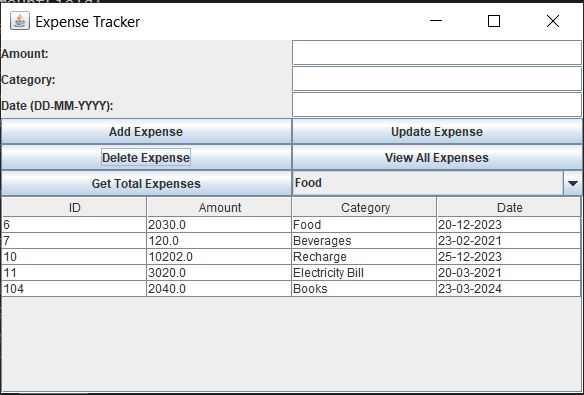 Expense Tracker
Amount:
Category:
Date (DD-MM-YYYY):
Add Expense Update Expense
Delete Expense View All Expenses
Get Total Expenses Food
ID Amount Category Date
6 2030.0 Food 20-12-2023
7 120.0 Beverages 23-02-2021
10 10202.0 Recharge 25-12-2023
11 3020.0 Electricity Bill 20-03-2021
104 2040.0 Books 23-03-2024